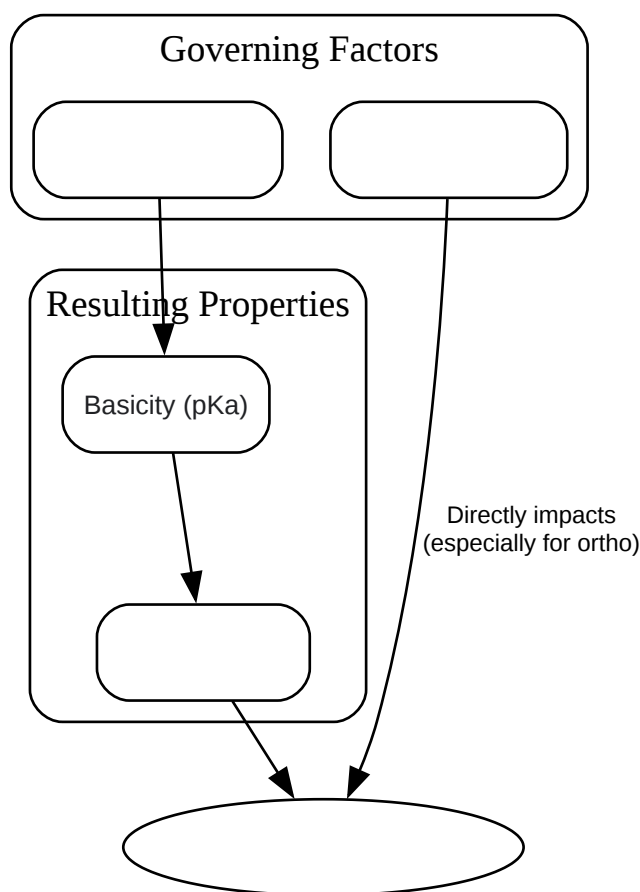 Governing Factors
Resulting Properties
Basicity (pKa)
Directly impacts
(especially for ortho)